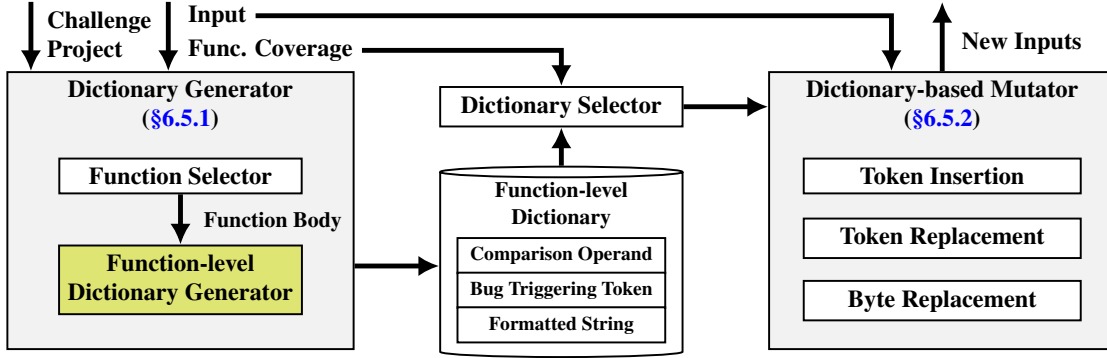 Challenge
Project
Input
Func. Coverage
New Inputs
Dictionary Generator
(§6.5.1)
Function Selector
Function Body
Function-level
Dictionary Generator
Dictionary Selector
Function-level
Dictionary
Comparison Operand
Bug Triggering Token
Formatted String
Dictionary-based Mutator
(§6.5.2)
Token Insertion
Token Replacement
Byte Replacement